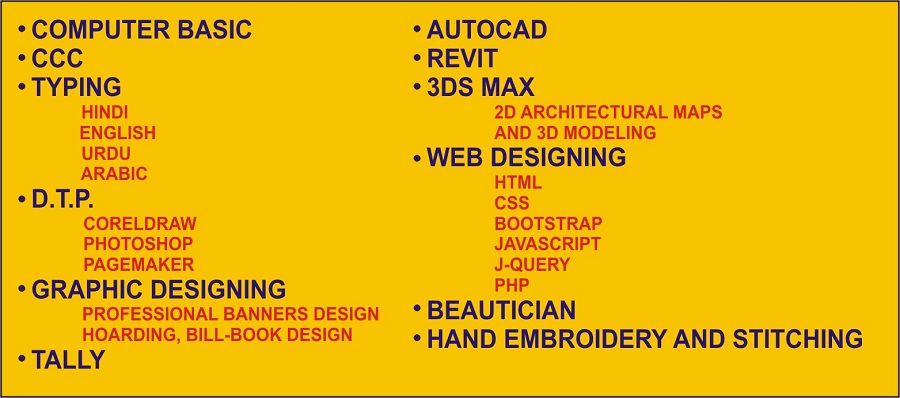 • COMPUTER BASIC
• CCC
• TYPING
HINDI
ENGLISH
URDU
ARABIC
• D.T.P.
CORELDRAW
PHOTOSHOP
PAGEMAKER
• GRAPHIC DESIGNING
PROFESSIONAL BANNERS DESIGN
HOARDING, BILL-BOOK DESIGN
• TALLY
• AUTOCAD
• REVIT
• 3DS MAX
2D ARCHITECTURAL MAPS
AND 3D MODELING
• WEB DESIGNING
HTML
CSS
BOOTSTRAP
JAVASCRIPT
J-QUERY
PHP
• BEAUTICIAN
• HAND EMBROIDERY AND STITCHING